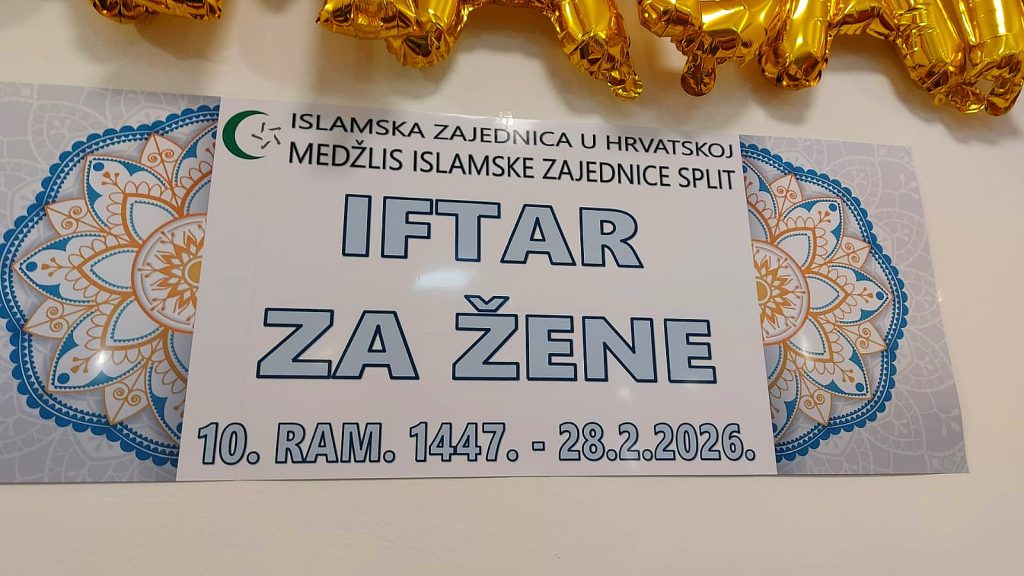 ISLAMSKA ZAJEDNICA U HRVATSKOJ
MEDŽLIS ISLAMSKE ZAJEDNICE SPLIT
IFTAR
ZA ŽENE
10. RAM. 1447. - 28.2.2026.